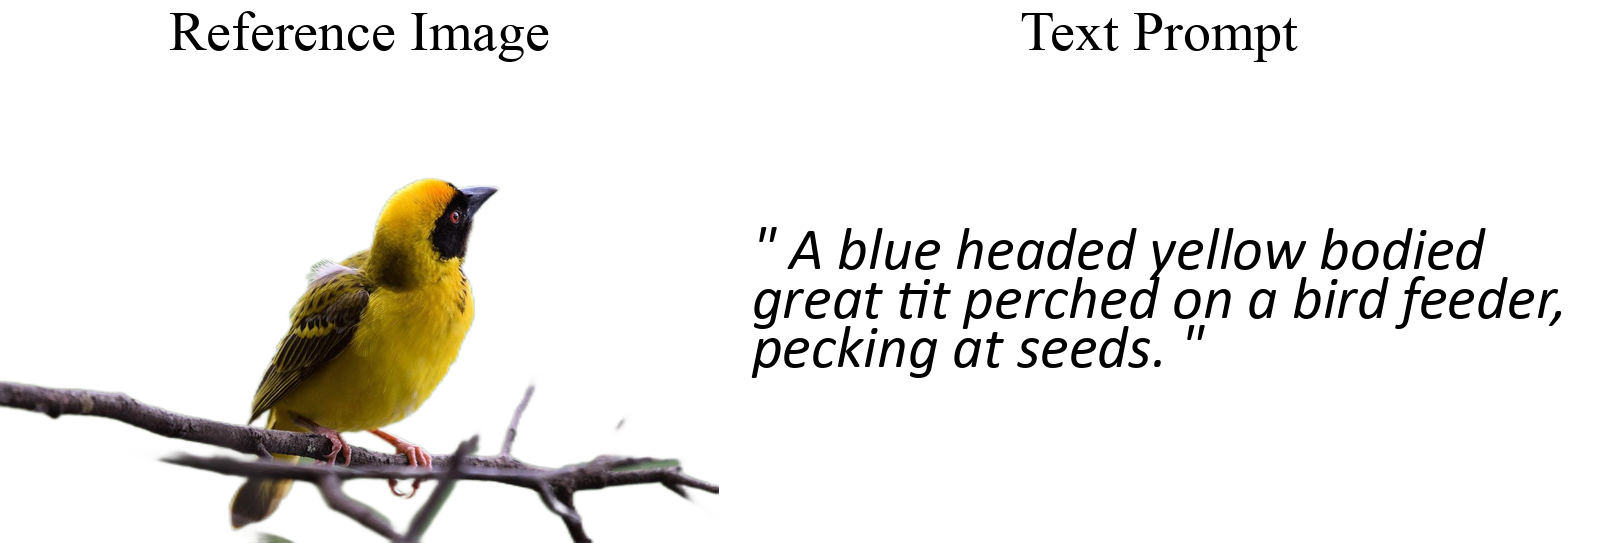 Reference Image
Text Prompt
" A blue headed yellow bodied
great tit perched on a bird feeder,
pecking at seeds. "